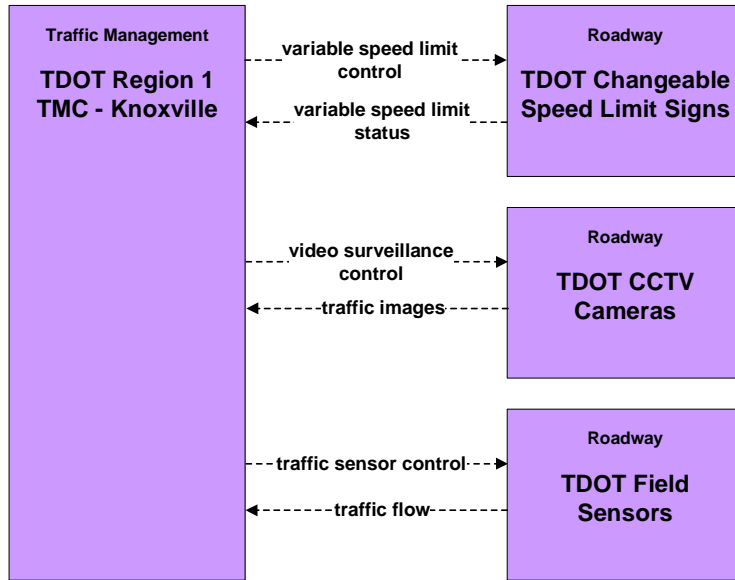 Traffic Management
TDOT Region 1
TMC - Knoxville
variable speed limit
control
variable speed limit
status
Roadway
TDOT Changeable
Speed Limit Signs
video surveillance
control
traffic images
Roadway
TDOT CCTV
Cameras
traffic sensor control
traffic flow
Roadway
TDOT Field
Sensors